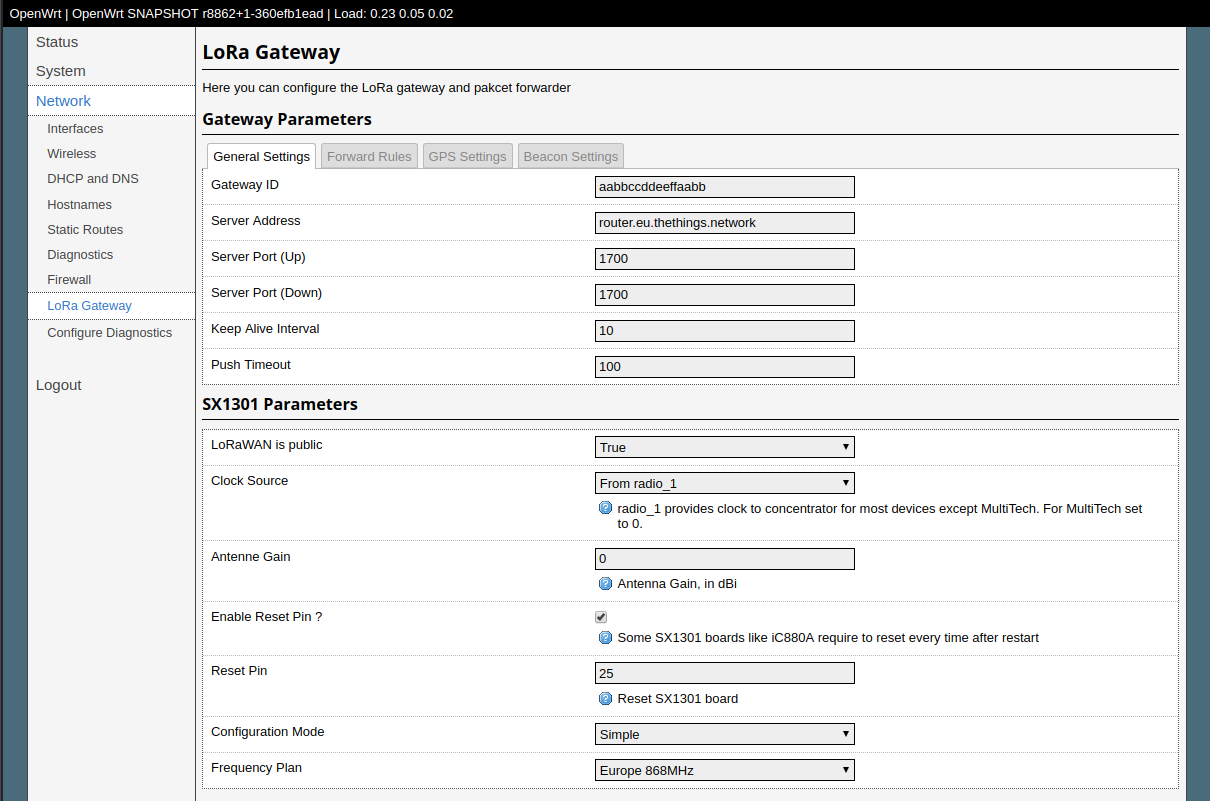 OpenWrt | OpenWrt SNAPSHOT r8862+1-360efb1ead | Load: 0.23 0.05 0.02
Status
System
Network
Interfaces
Wireless
DHCP and DNS
Hostnames
Static Routes
Diagnostics
Firewall
LoRa Gateway
Configure Diagnostics
Logout
LoRa Gateway
Here you can configure the LoRa gateway and pakcet forwarder
Gateway Parameters
General Settings Forward Rules GPS Settings Beacon Settings
Gateway ID aabbccddeeffaabb
Server Address router.eu.thethings.network
Server Port (Up) 1700
Server Port (Down) 1700
Keep Alive Interval 10
Push Timeout 100
SX1301 Parameters
LoRaWAN is public True
Clock Source From radio_1
radio_1 provides clock to concentrator for most devices except MultiTech. For MultiTech set
to 0.
Antenne Gain 0
Antenna Gain, in dBi
Enable Reset Pin ?
Some SX1301 boards like iC880A require to reset every time after restart
Reset Pin 25
Reset SX1301 board
Configuration Mode Simple
Frequency Plan Europe 868MHz